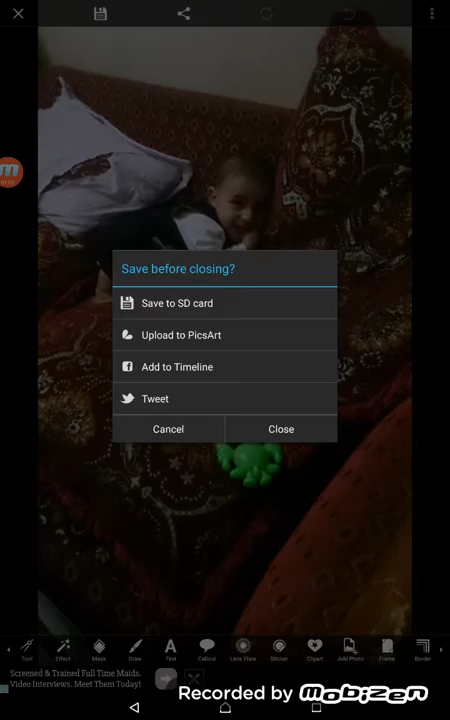 Save before closing?
Save to SD card
Upload to PicsArt
Add to Timeline
Tweet
Cancel
Close
Tool
Effect
Mask
Draw
Text
Callout
Lens Flare
Sticker
Clipart
Add Photo
Frame
Border
Screened & Trained Full Time Maids.
Video Interviews. Meet Them Today!
Recorded by Mobizen